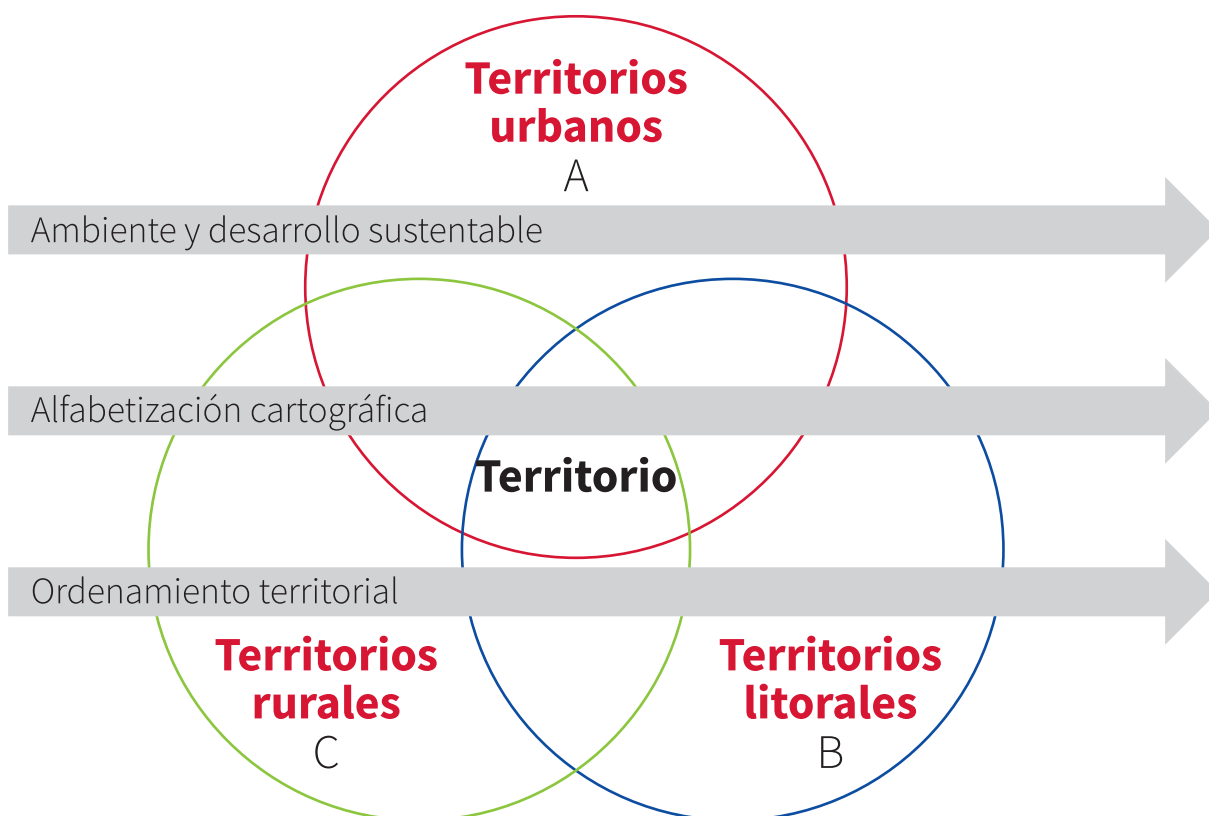 Territorios
urbanos
A
Ambiente y desarrollo sustentable
Alfabetización cartográfica
Territorio
Ordenamiento territorial
Territorios
rurales
C
Territorios
litorales
B